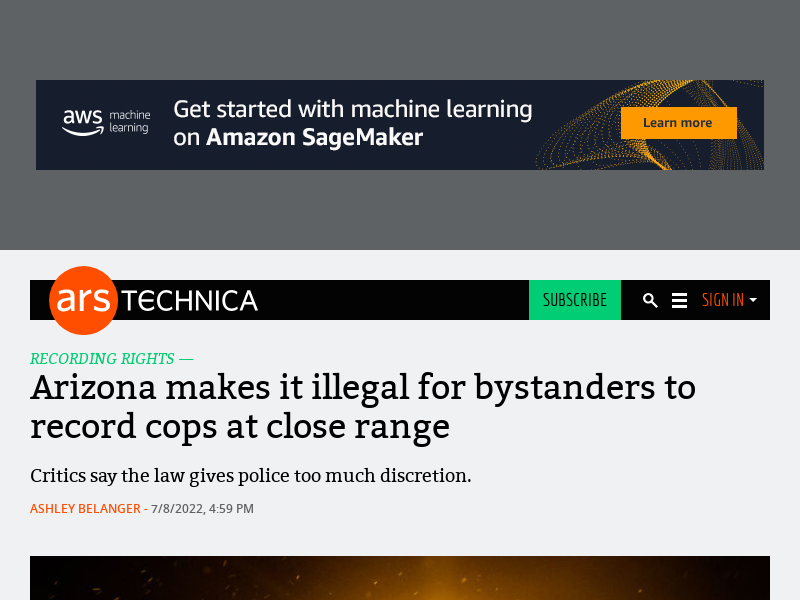 aws machine learning
Get started with machine learning
on Amazon SageMaker
Learn more
ars TECHNICA
SUBSCRIBE
SIGN IN
RECORDING RIGHTS —
Arizona makes it illegal for bystanders to
record cops at close range
Critics say the law gives police too much discretion.
ASHLEY BELANGER - 7/8/2022, 4:59 PM